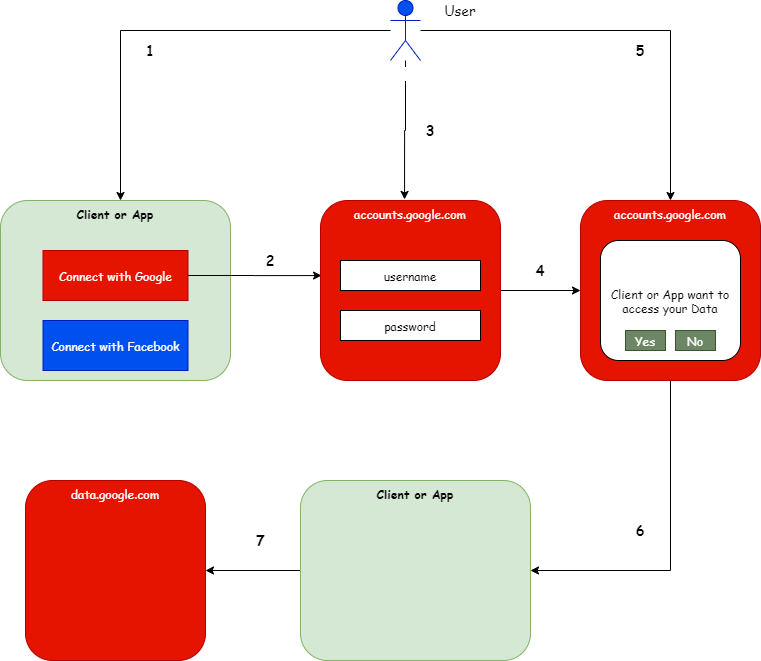 User
1
5
3
Client or App
accounts.google.com
accounts.google.com
Connect with Google
2
username
4
Client or App want to
access your Data
password
Yes
No
Connect with Facebook
data.google.com
Client or App
6
7